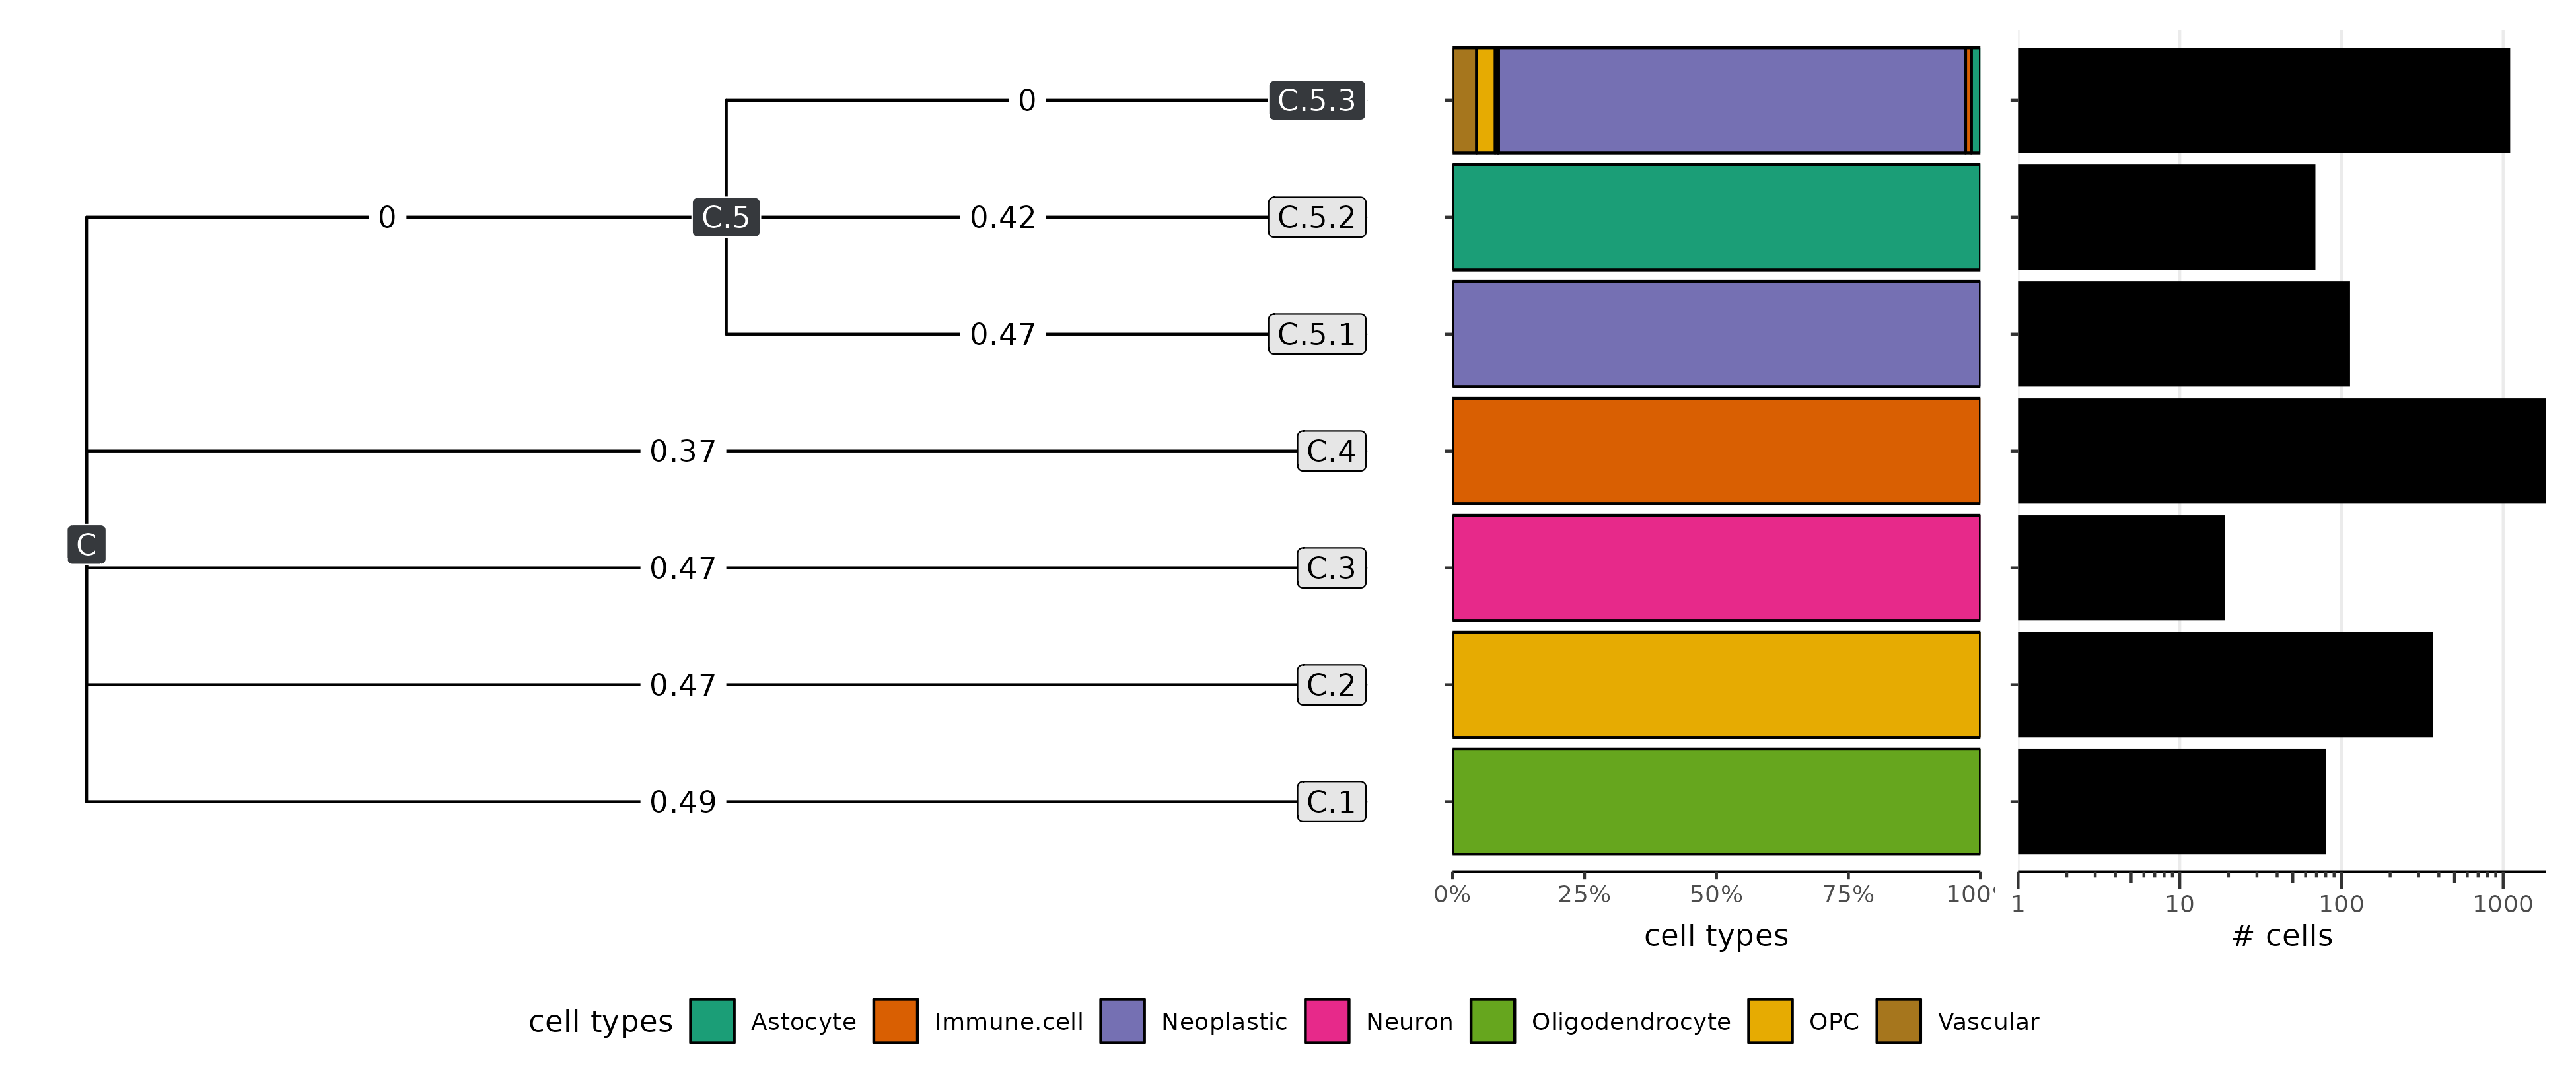 0
C.5.3
0
C.5
0.42
C.5.2
0.47
C.5.1
0.37
C.4
C
0.47
C.3
0.47
C.2
0.49
C.1
0% 25% 50% 75% 100%
1 10 100 1000
cell types
# cells
cell types Astocyte Immune.cell Neoplastic Neuron Oligodendrocyte OPC Vascular